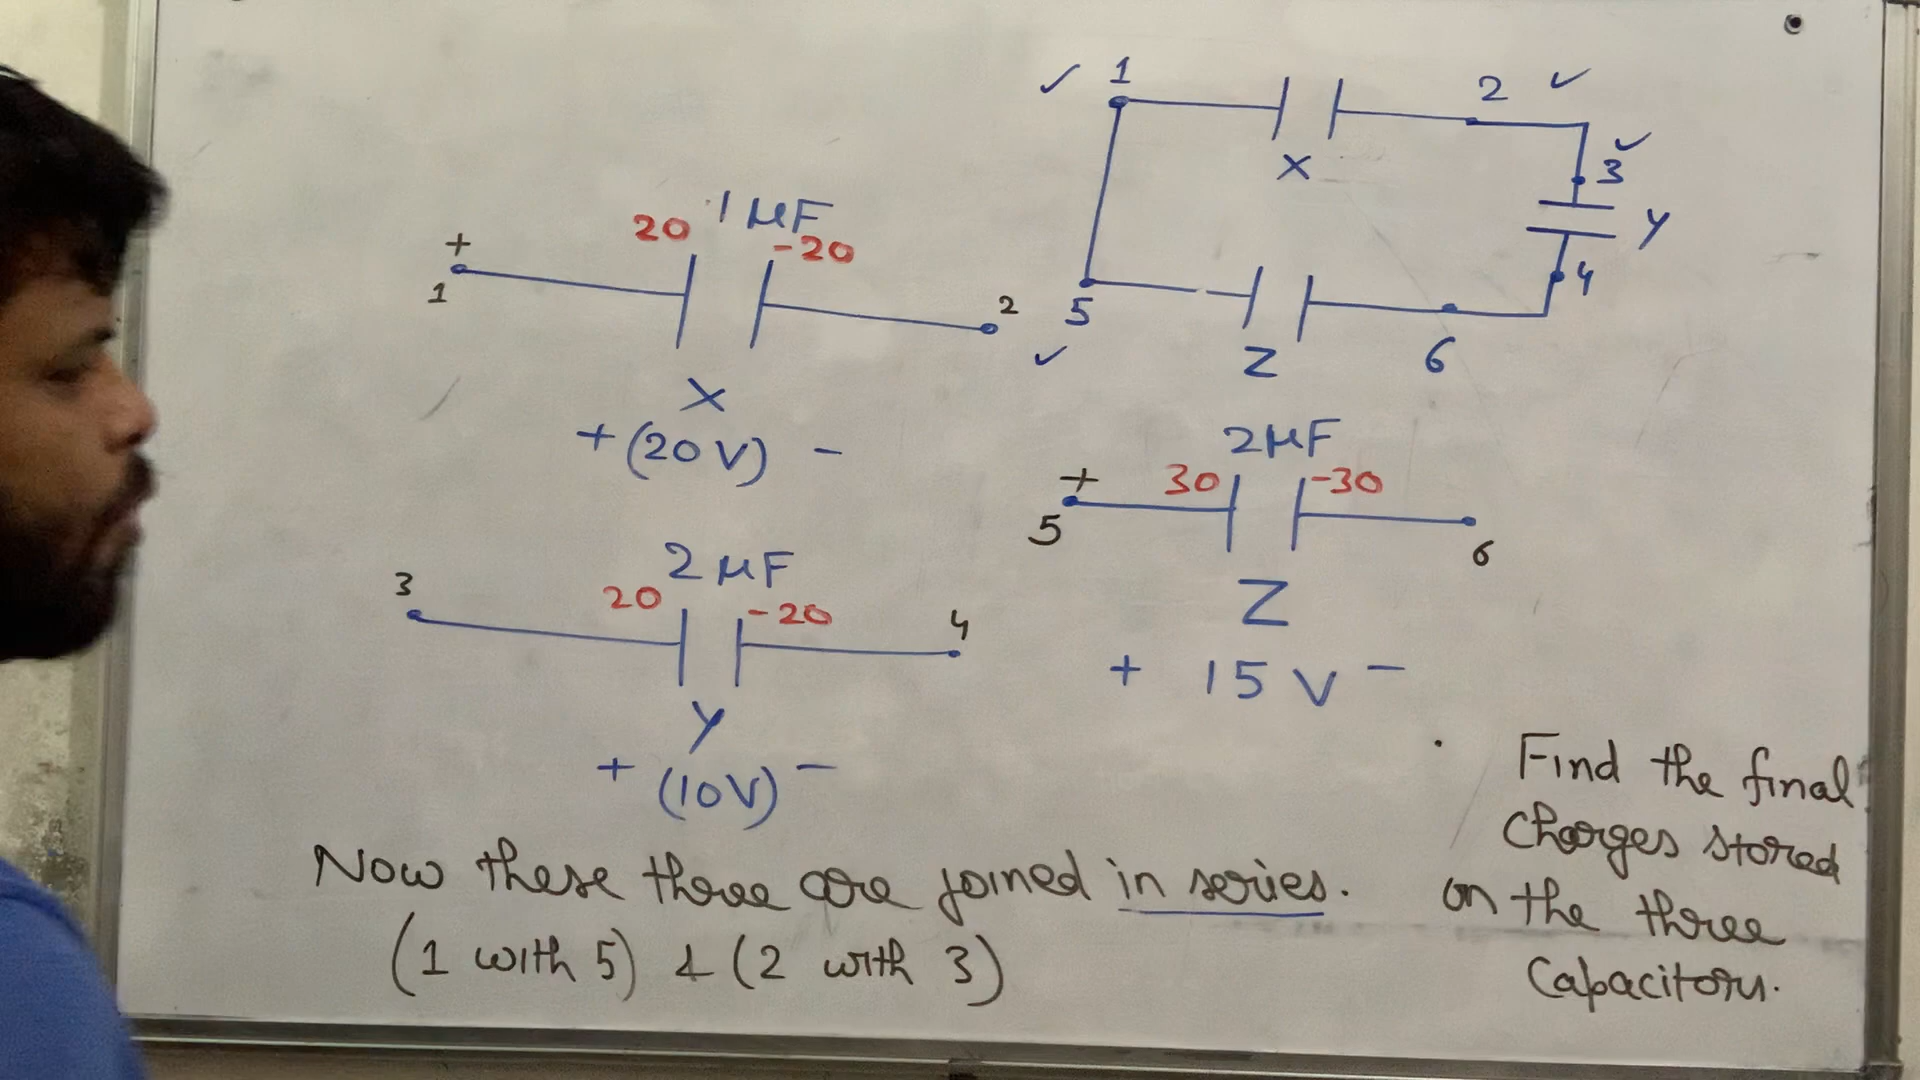 1 μF
20 -20
+
1 2
X
+ (20 V) -
2 μF
3 20 -20 4
Y
+ (10V) -
1 2
X
3
Y
4
5 6
Z
2 μF
+ 30 -30
5 6
Z
+ 15 V -
Now these three are joined in series.
(1 with 5) & (2 with 3)
Find the final
charges stored
on the three
Capacitors.